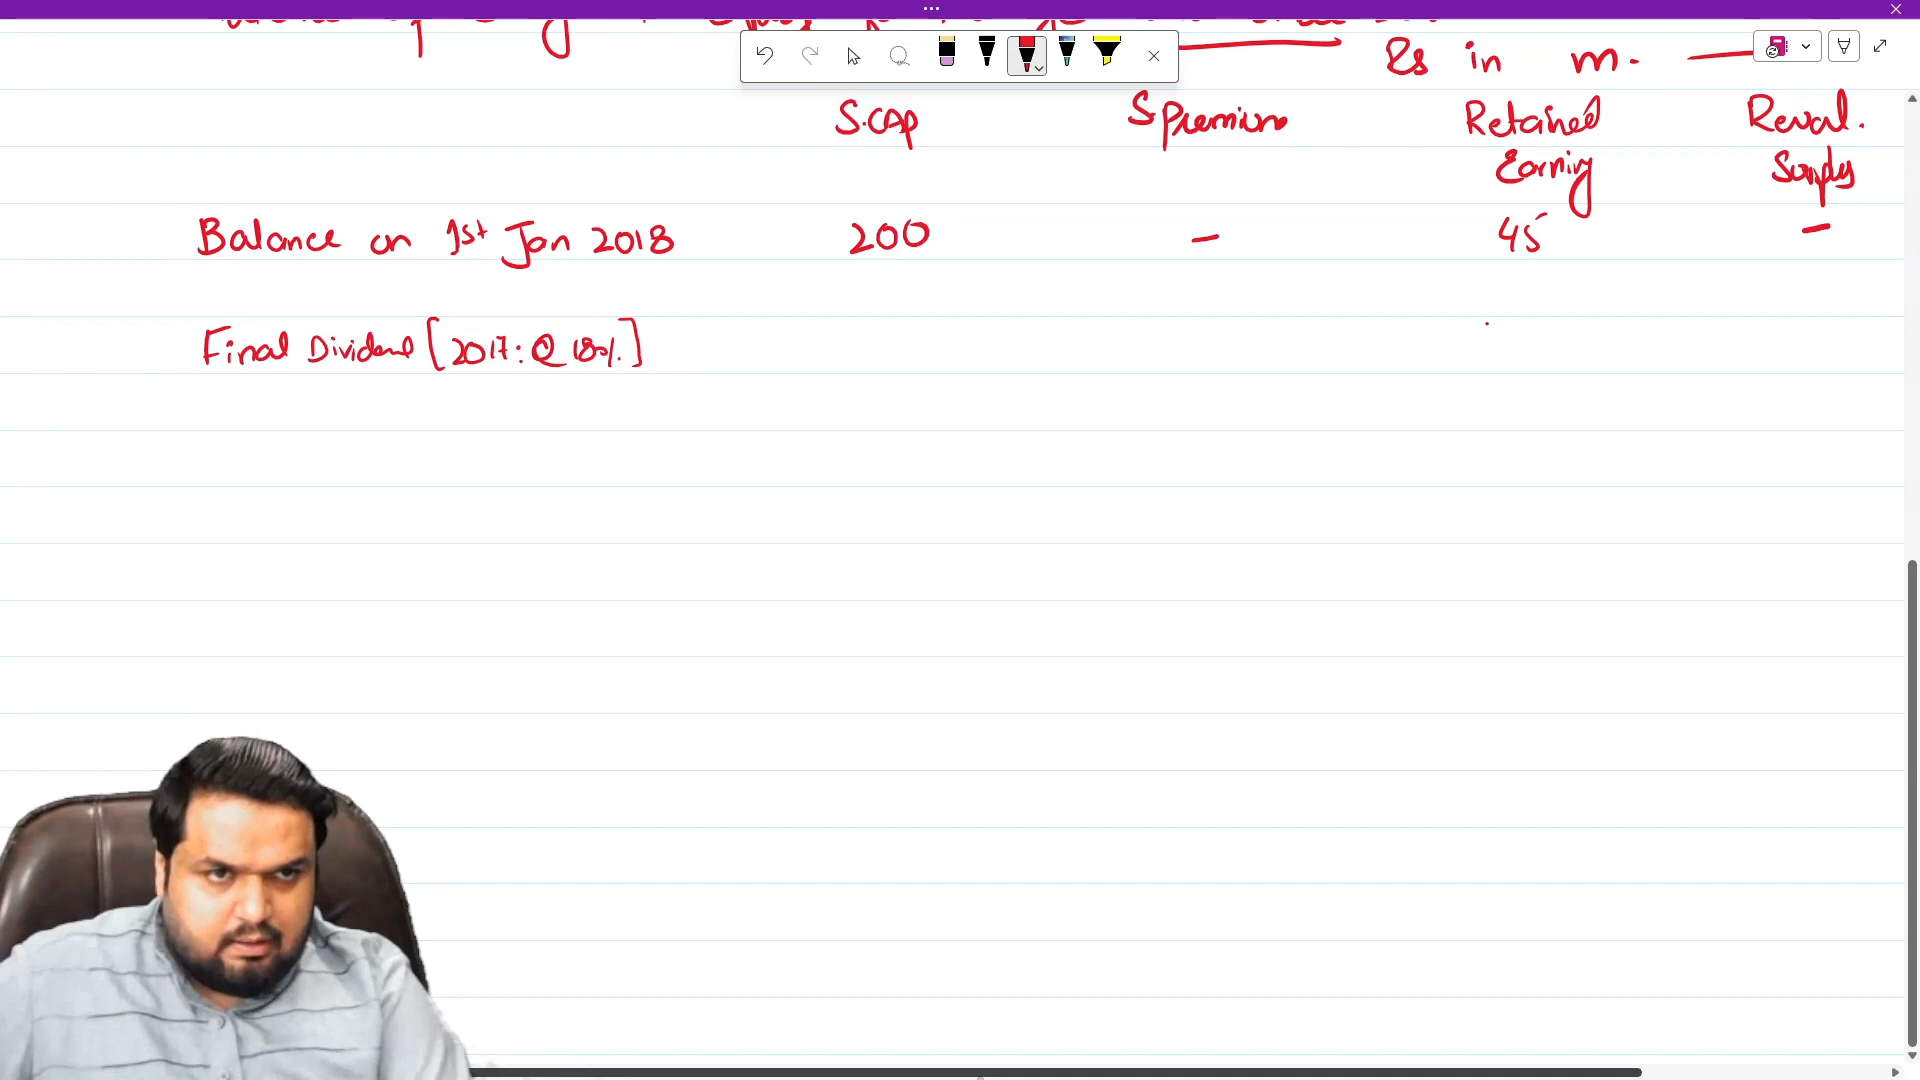 Rs in m.
S.Cap S.Premium Retained Earning Reval. Surplus
Balance on 1st Jan 2018 200 - 45 -
Final Dividend [2017: @ 18%]